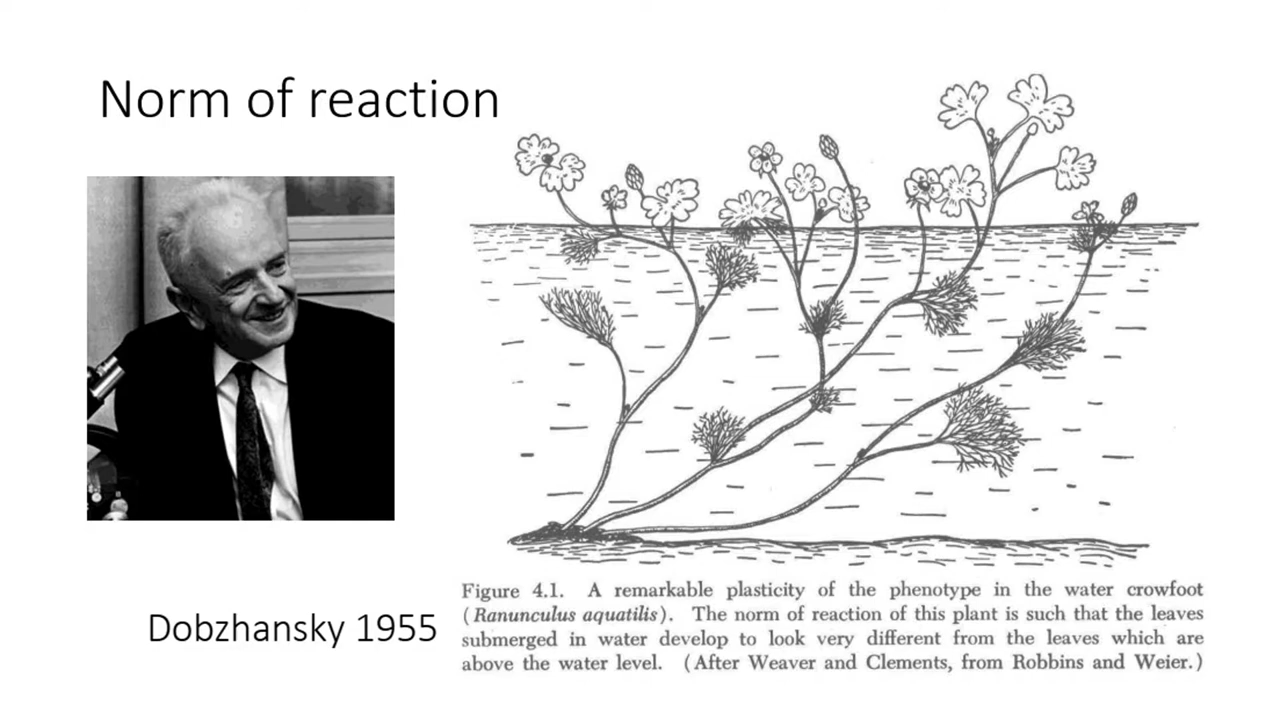 Norm of reaction
Dobzhansky 1955
Figure 4.1. A remarkable plasticity of the phenotype in the water crowfoot
(Ranunculus aquatilis). The norm of reaction of this plant is such that the leaves
submerged in water develop to look very different from the leaves which are
above the water level. (After Weaver and Clements, from Robbins and Weier.)